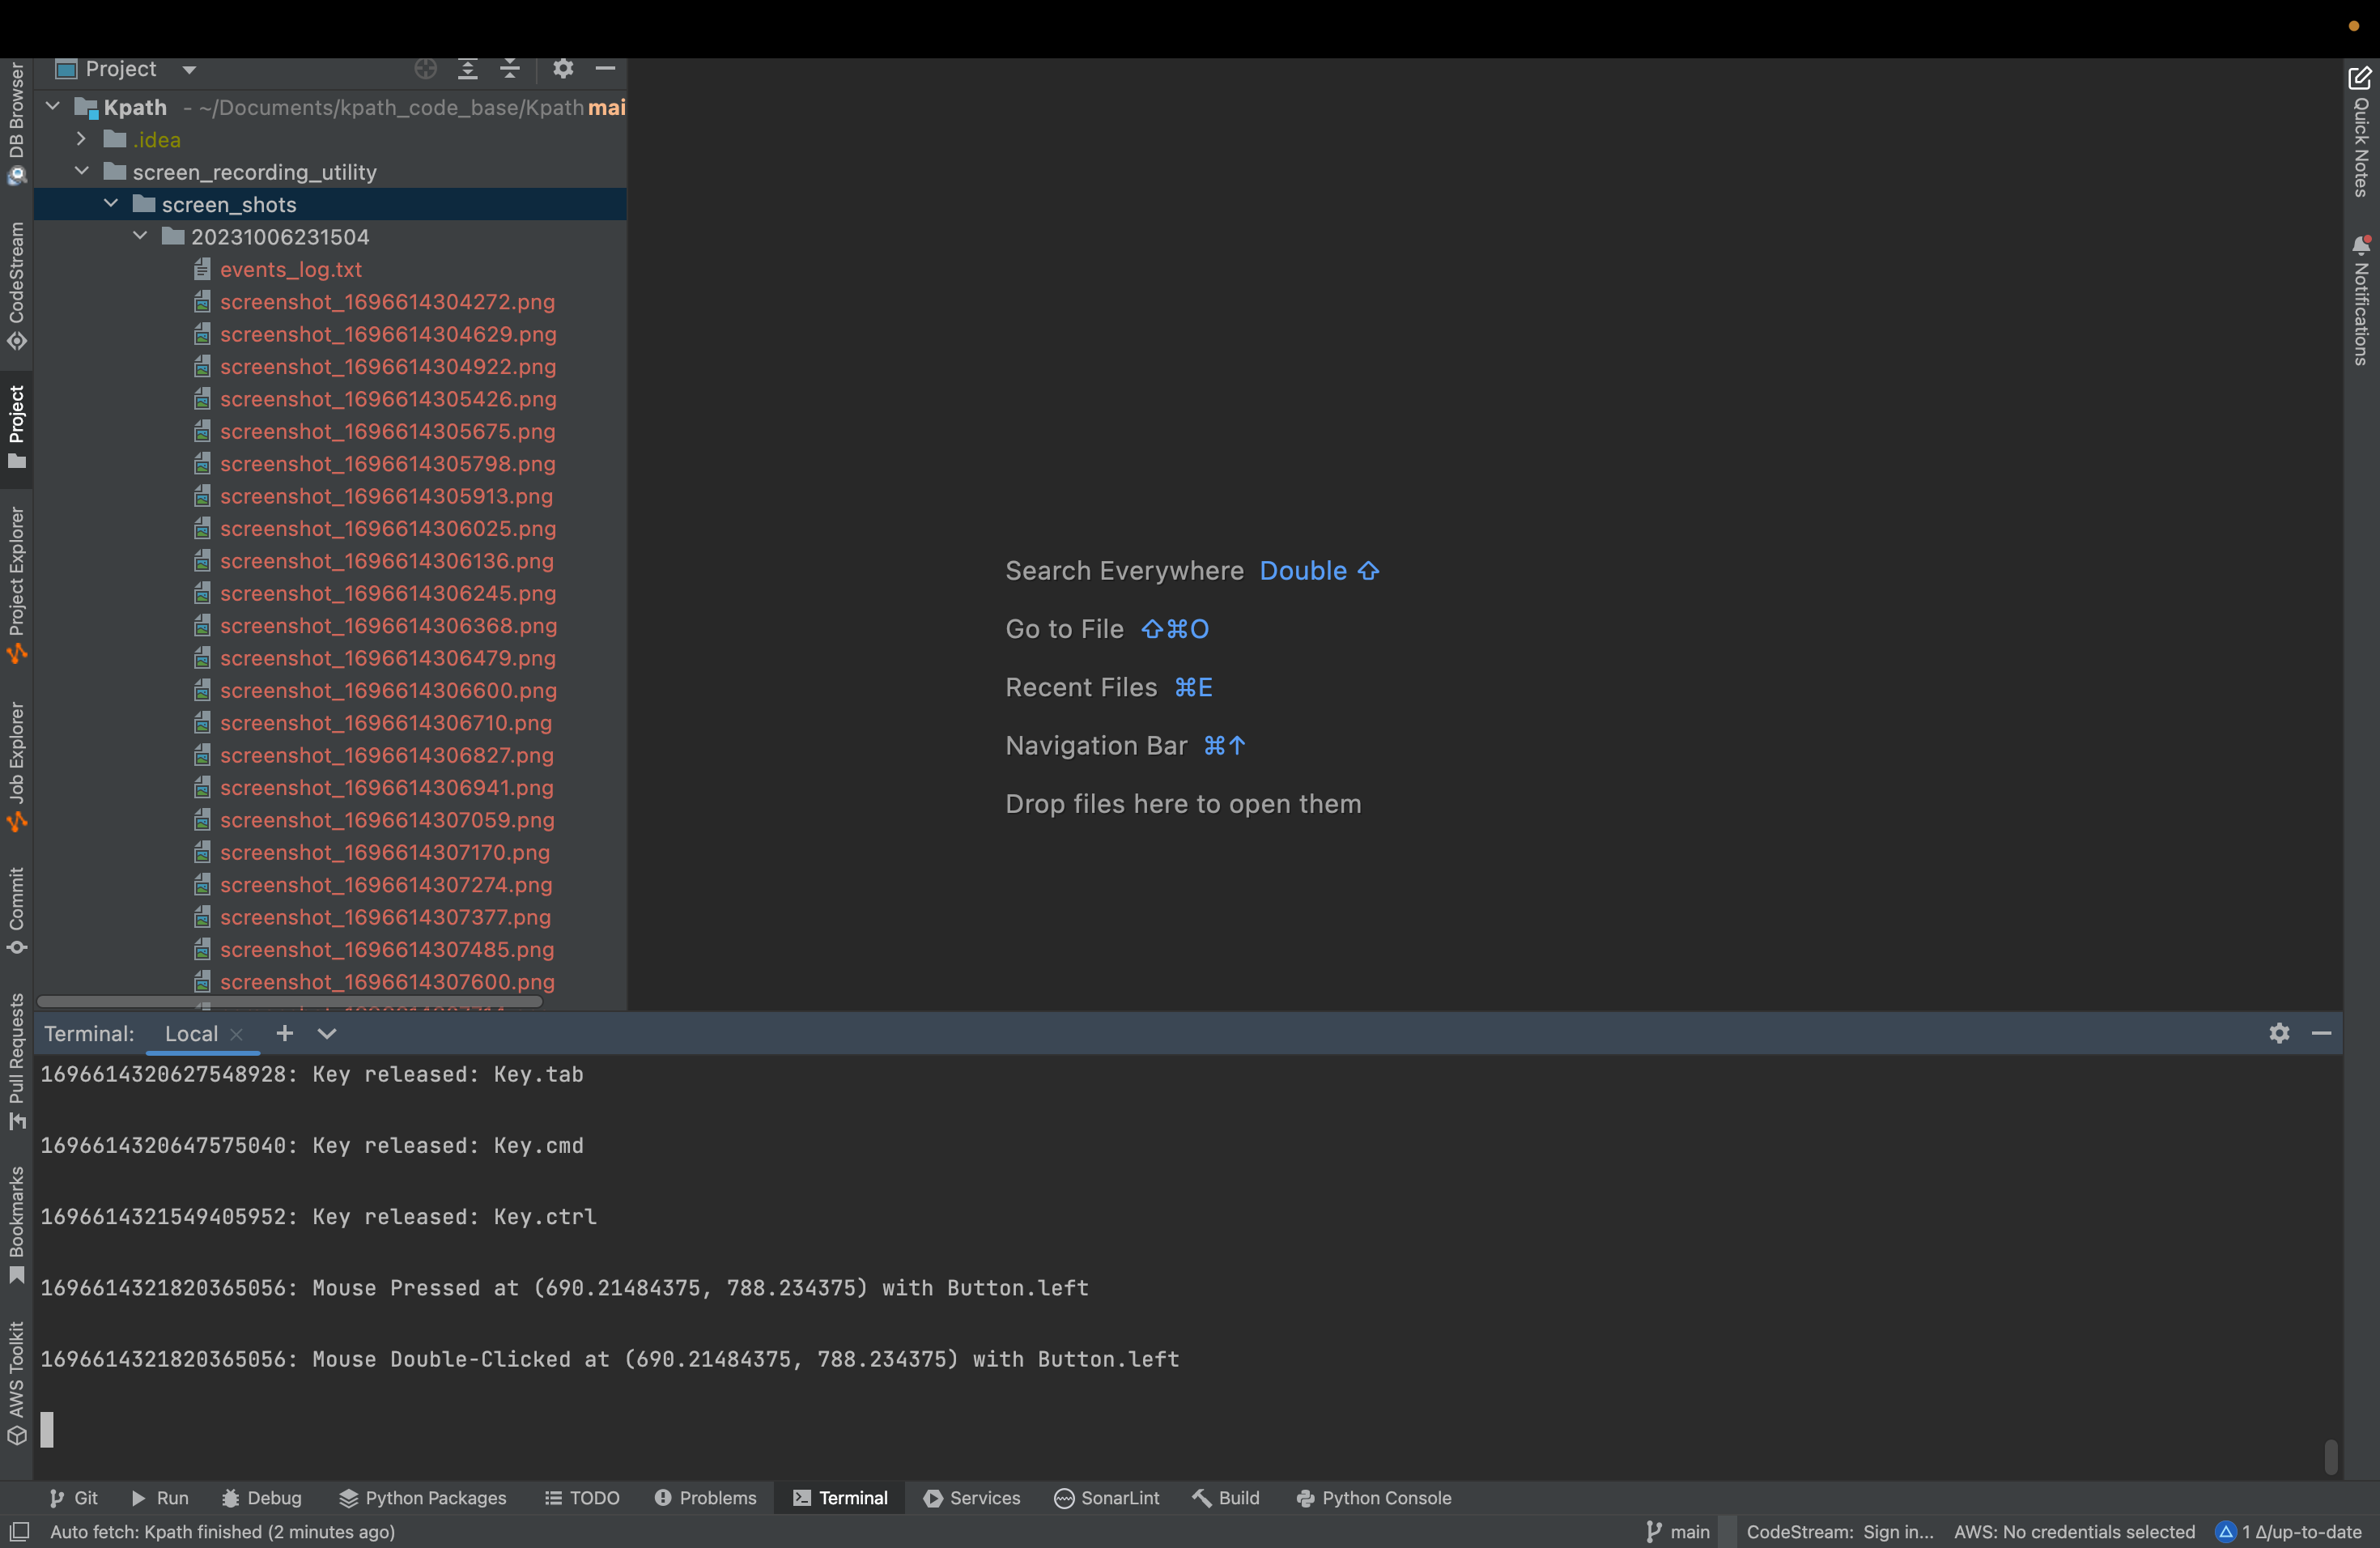 Project
Kpath - ~/Documents/kpath_code_base/Kpath mai
.idea
screen_recording_utility
screen_shots
20231006231504
events_log.txt
screenshot_1696614304272.png
screenshot_1696614304629.png
screenshot_1696614304922.png
screenshot_1696614305426.png
screenshot_1696614305675.png
screenshot_1696614305798.png
screenshot_1696614305913.png
screenshot_1696614306025.png
screenshot_1696614306136.png
screenshot_1696614306245.png
screenshot_1696614306368.png
screenshot_1696614306479.png
screenshot_1696614306600.png
screenshot_1696614306710.png
screenshot_1696614306827.png
screenshot_1696614306941.png
screenshot_1696614307059.png
screenshot_1696614307170.png
screenshot_1696614307274.png
screenshot_1696614307377.png
screenshot_1696614307485.png
screenshot_1696614307600.png
DB Browser
CodeStream
Project
Project Explorer
Job Explorer
Commit
Pull Requests
Bookmarks
AWS Toolkit
Search Everywhere Double ⇧
Go to File ⇧⌘O
Recent Files ⌘E
Navigation Bar ⌘↑
Drop files here to open them
Quick Notes
Notifications
Terminal: Local
1696614320627548928: Key released: Key.tab
1696614320647575040: Key released: Key.cmd
1696614321549405952: Key released: Key.ctrl
1696614321820365056: Mouse Pressed at (690.21484375, 788.234375) with Button.left
1696614321820365056: Mouse Double-Clicked at (690.21484375, 788.234375) with Button.left
Git Run Debug Python Packages TODO Problems Terminal Services SonarLint Build Python Console
Auto fetch: Kpath finished (2 minutes ago) main CodeStream: Sign in... AWS: No credentials selected 1 Δ/up-to-date